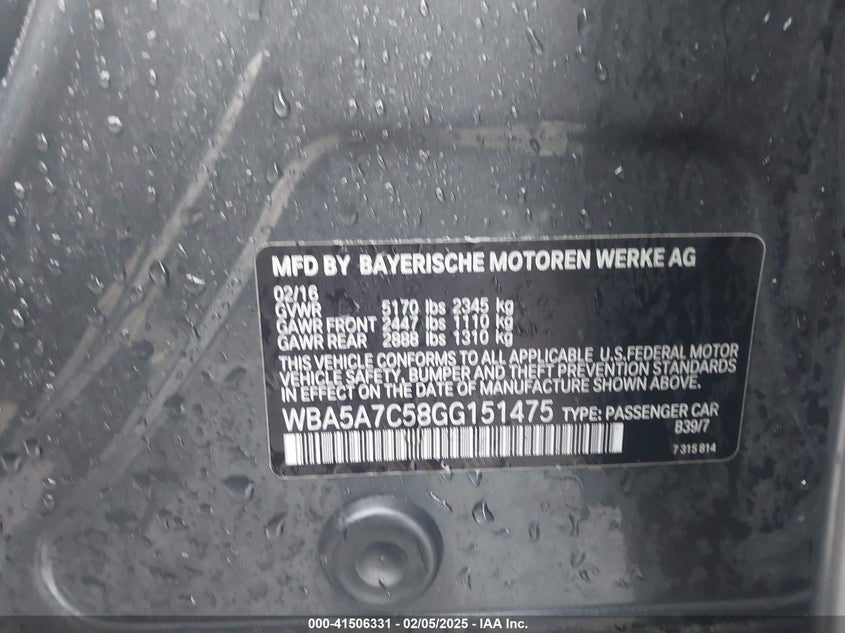 MFD BY BAYERISCHE MOTOREN WERKE AG
02/16
GVWR 5170 lbs 2345 kg
GAWR FRONT 2447 lbs 1110 kg
GAWR REAR 2888 lbs 1310 kg
THIS VEHICLE CONFORMS TO ALL APPLICABLE U.S.FEDERAL MOTOR
VEHICLE SAFETY, BUMPER AND THEFT PREVENTION STANDARDS
IN EFFECT ON THE DATE OF MANUFACTURE SHOWN ABOVE.
WBA5A7C58GG151475 TYPE: PASSENGER CAR
B39/7
7 315 814
000-41506331 - 02/05/2025 - IAA Inc.